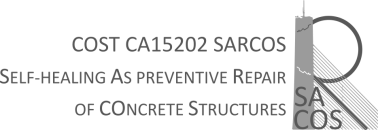 COST CA15202 SARCOS
SELF-HEALING AS PREVENTIVE REPAIR
OF CONCRETE STRUCTURES
SA
COS